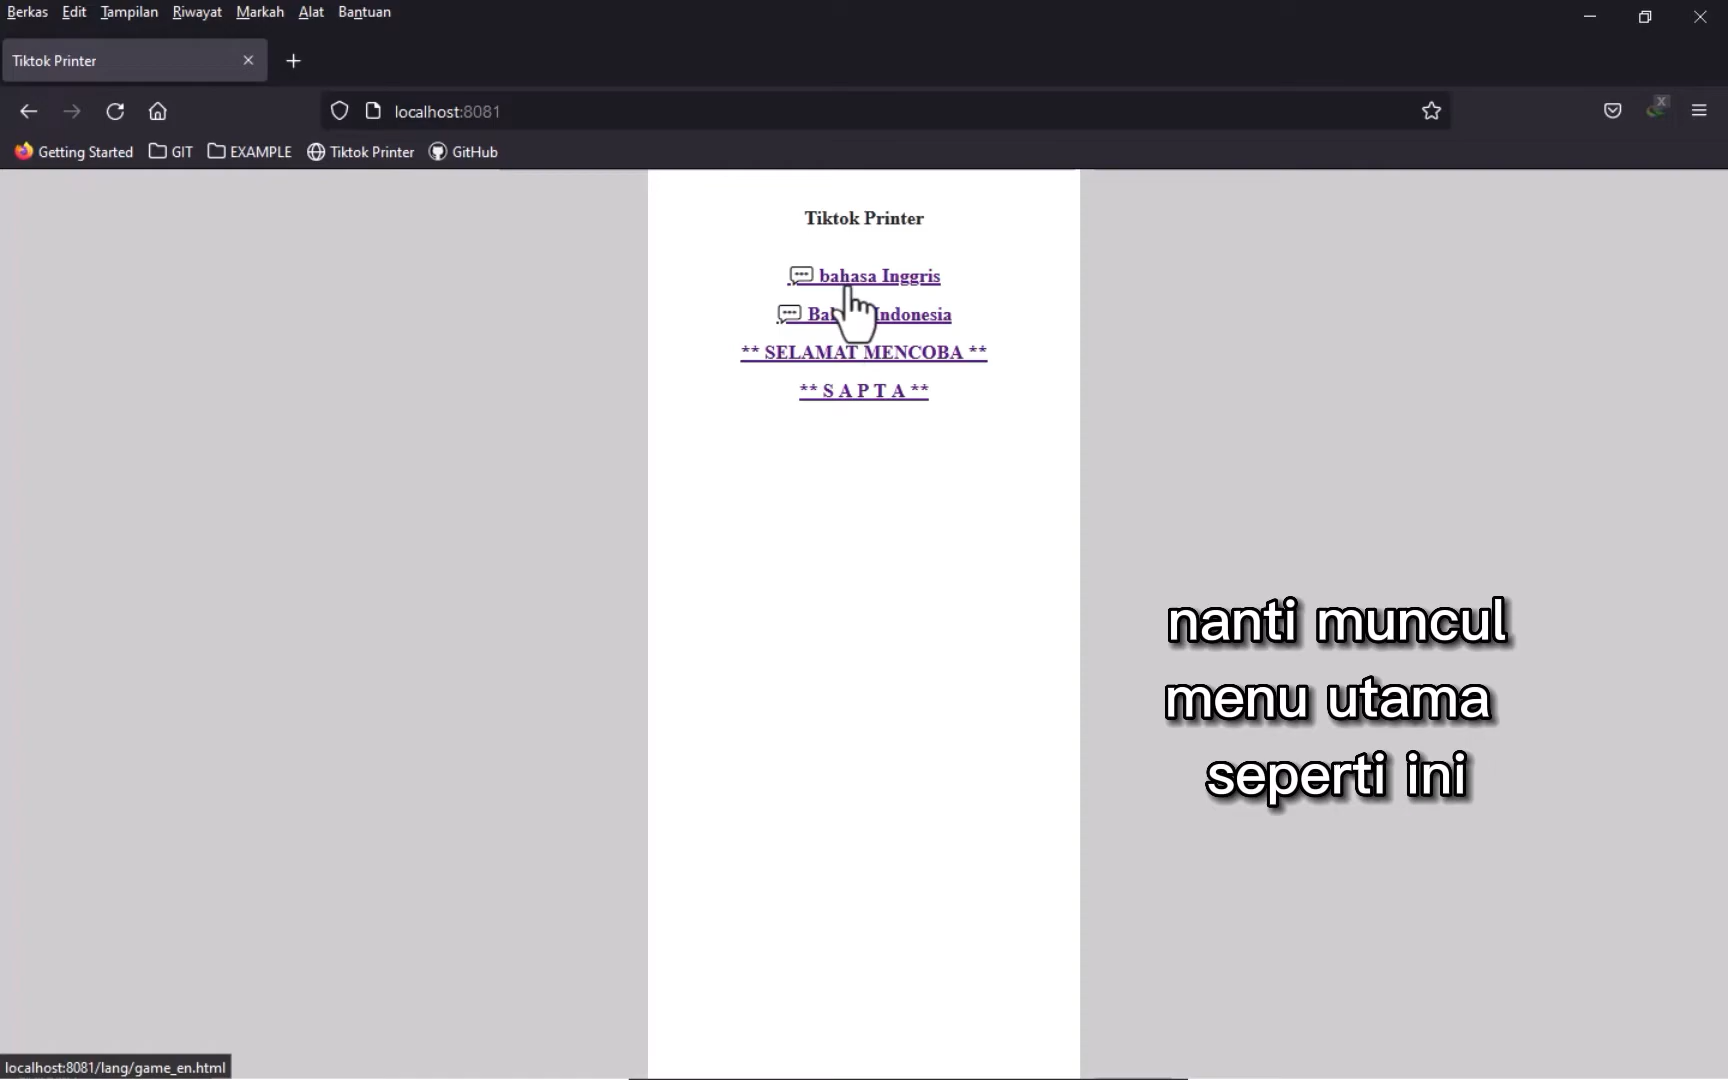 Berkas Edit Tampilan Riwayat Markah Alat Bantuan
Tiktok Printer
localhost:8081
Getting Started GIT EXAMPLE Tiktok Printer GitHub
Tiktok Printer
bahasa Inggris
Indonesia
** SELAMAT MENCOBA **
** S A P T A **
nanti muncul
menu utama
seperti ini
localhost:8081/lang/game_en.html